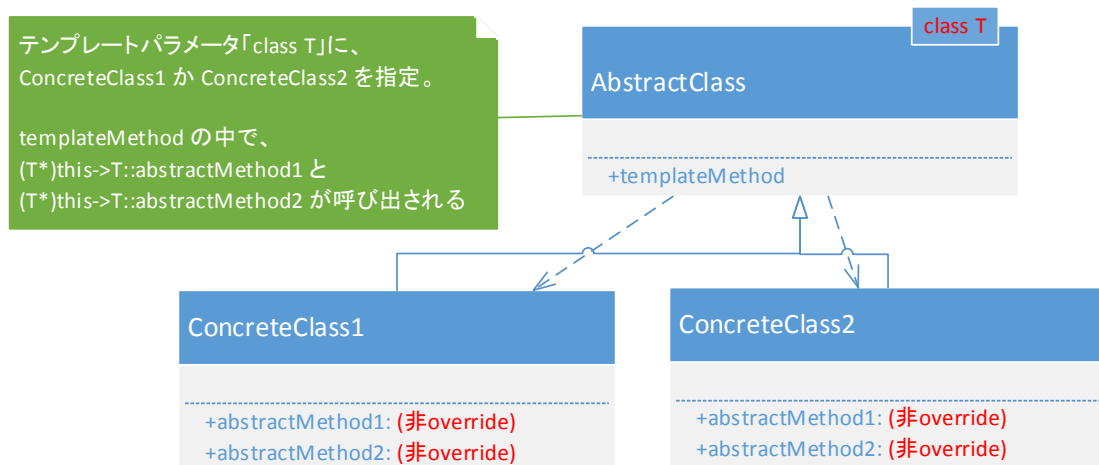 テンプレートパラメータ「class T」に、
ConcreteClass1 か ConcreteClass2 を指定。
templateMethod の中で、
(T*)this->T::abstractMethod1 と
(T*)this->T::abstractMethod2 が呼び出される
class T
AbstractClass
+templateMethod
ConcreteClass1
+abstractMethod1: (非override)
+abstractMethod2: (非override)
ConcreteClass2
+abstractMethod1: (非override)
+abstractMethod2: (非override)